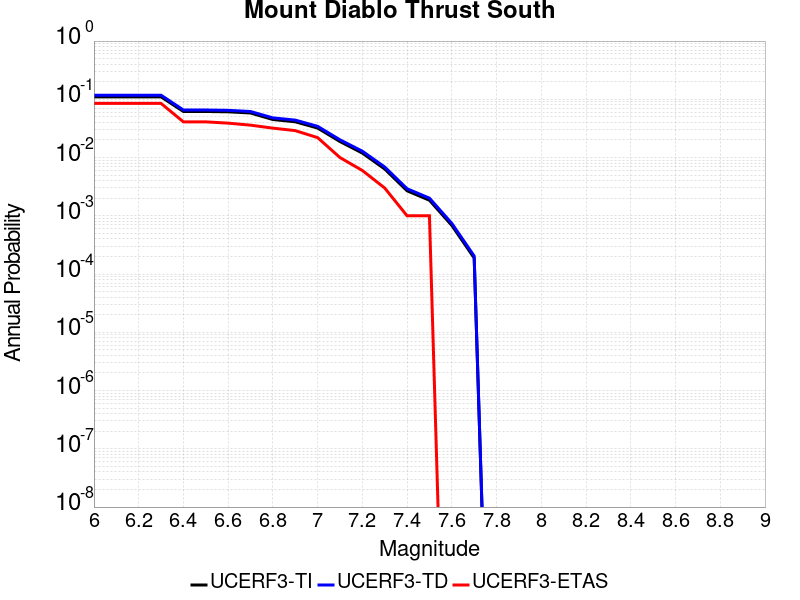 Mount Diablo Thrust South
10^0
10^-1
10^-2
10^-3
10^-4
10^-5
10^-6
10^-7
10^-8
Annual Probability
6 6.2 6.4 6.6 6.8 7 7.2 7.4 7.6 7.8 8 8.2 8.4 8.6 8.8 9
Magnitude
UCERF3-TI UCERF3-TD UCERF3-ETAS